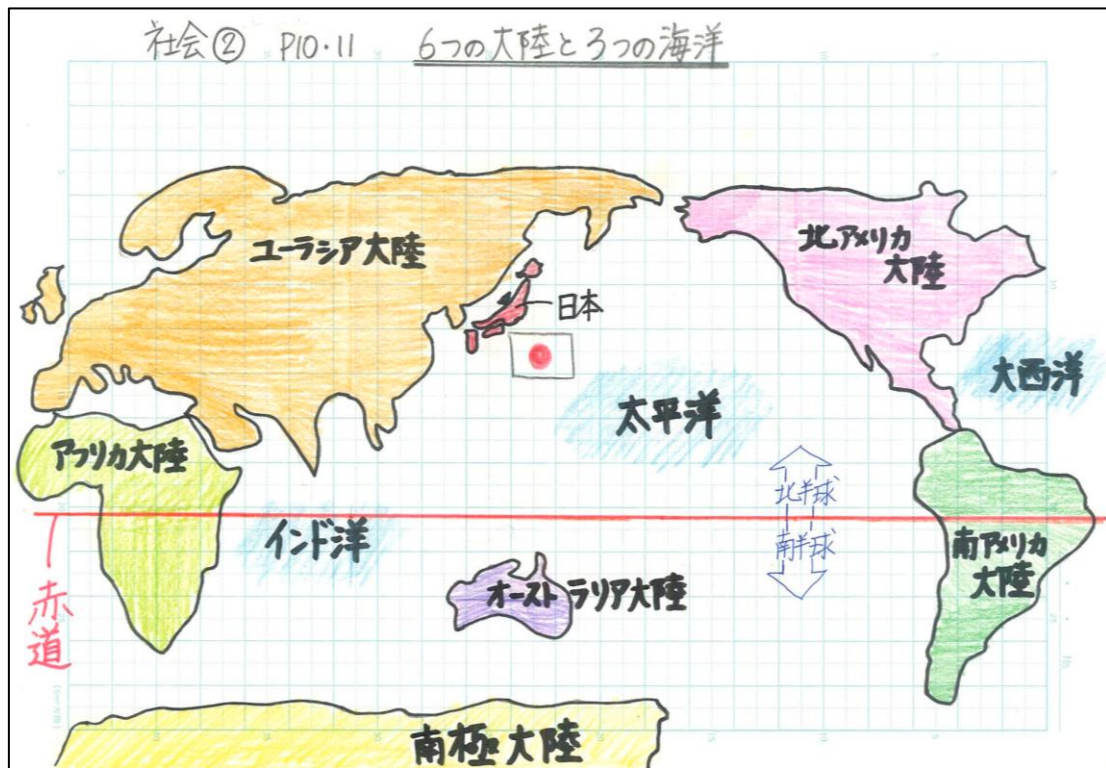 社会② P10・11 6つの大陸と3つの海洋
ユーラシア大陸
北アメリカ
大陸
日本
大西洋
太平洋
アフリカ大陸
北半球
インド洋
南半球
南アメリカ
大陸
オーストラリア大陸
赤道
南極大陸